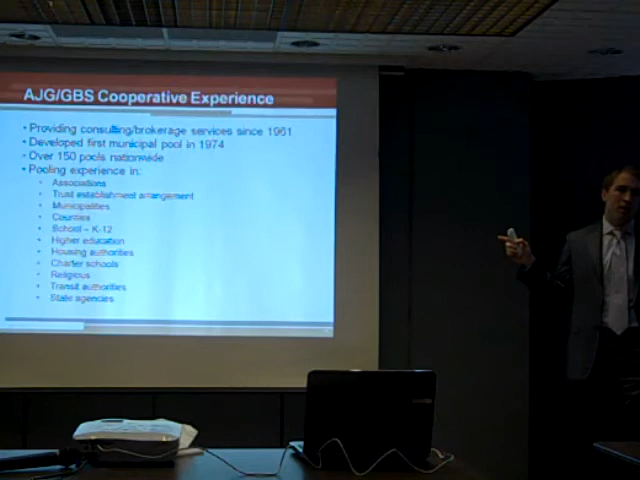 AJG/GBS Cooperative Experience
• Providing consulting/brokerage services since 1961
• Developed first municipal pool in 1974
• Over 150 pools nationwide
• Pooling experience in:
• Associations
• Trust establishment arrangement
• Municipalities
• Counties
• School – K-12
• Higher education
• Housing authorities
• Charter schools
• Religious
• Transit authorities
• State agencies